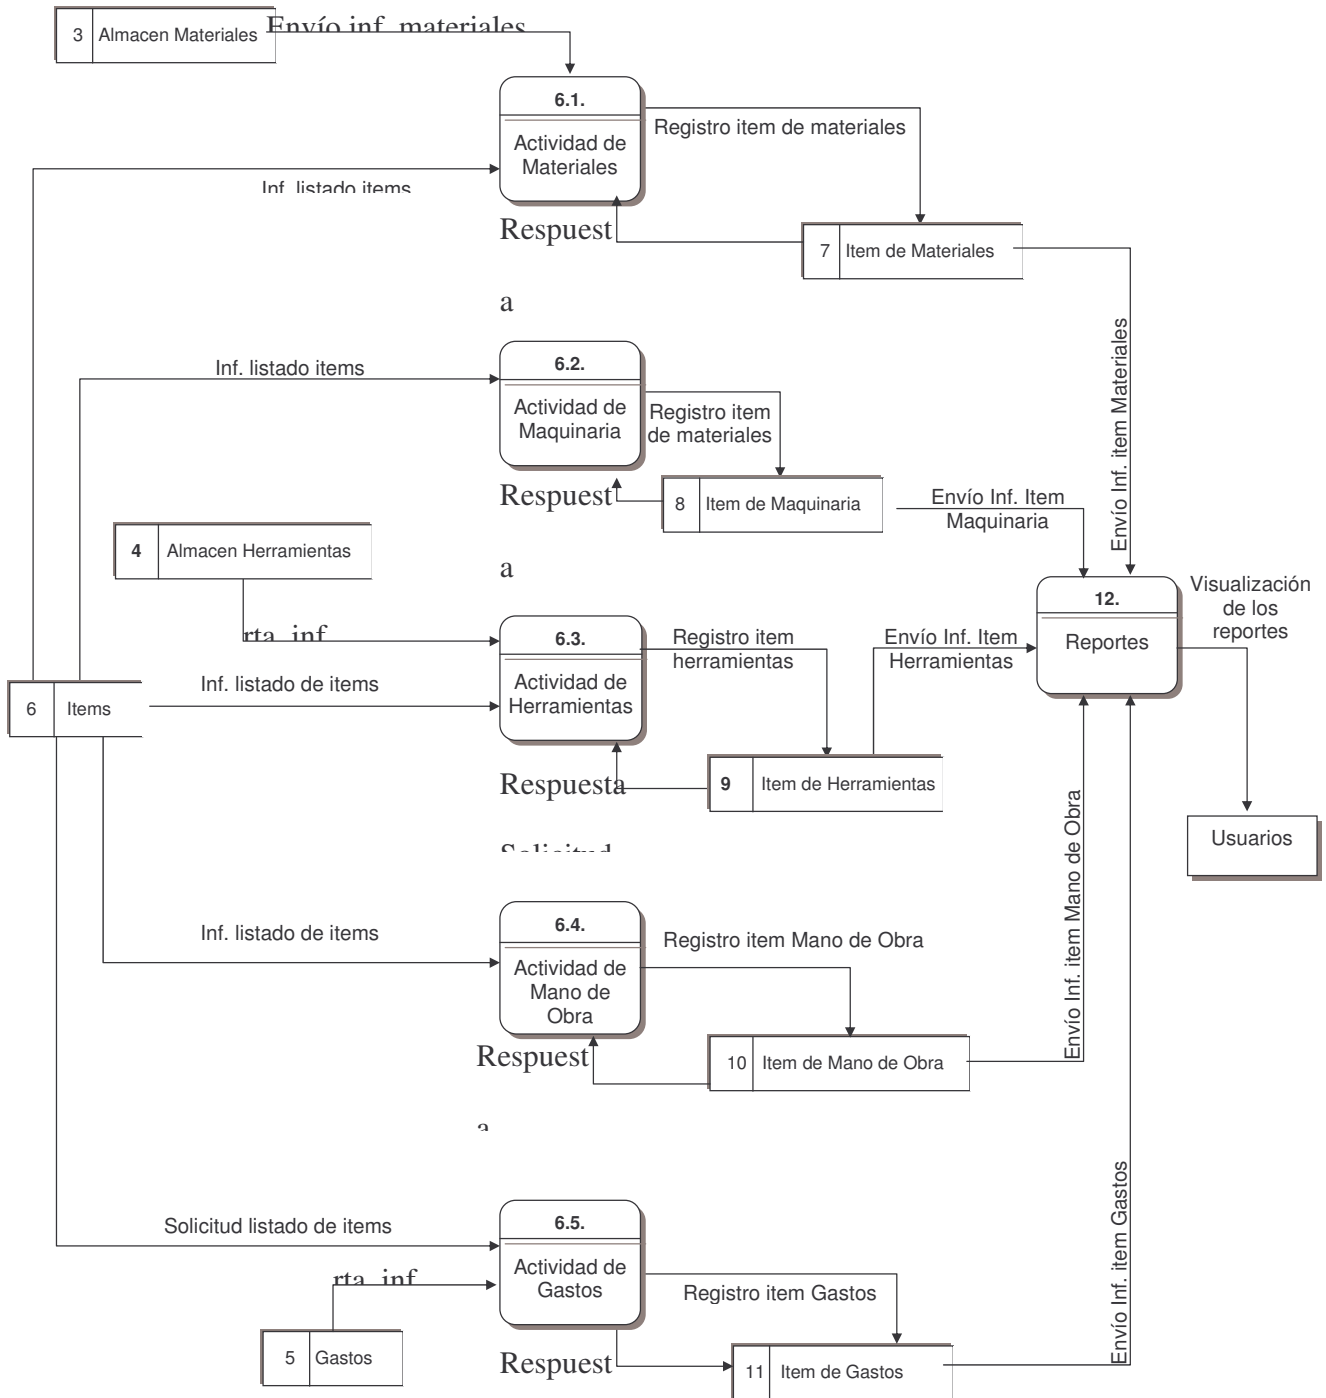 3 Almacen Materiales
Envío inf. materiales
6.1.
Actividad de
Materiales
Registro item de materiales
Inf. listado items
Respuest
a
7 Item de Materiales
6.2.
Actividad de
Maquinaria
Inf. listado items
Registro item
de materiales
Respuest
a
8 Item de Maquinaria
Envío Inf. Item
Maquinaria
Envío Inf. item Materiales
4 Almacen Herramientas
rta. inf
6.3.
Actividad de
Herramientas
Registro item
herramientas
Envío Inf. Item
Herramientas
12.
Reportes
Visualización
de los
reportes
6 Items
Inf. listado de items
Respuesta
Solicitud
9 Item de Herramientas
Usuarios
Inf. listado de items
6.4.
Actividad de
Mano de
Obra
Registro item Mano de Obra
Respuest
a
10 Item de Mano de Obra
Envío Inf. item Mano de Obra
Solicitud listado de items
6.5.
Actividad de
Gastos
rta. inf
5 Gastos
Registro item Gastos
Respuest
11 Item de Gastos
Envío Inf. item Gastos